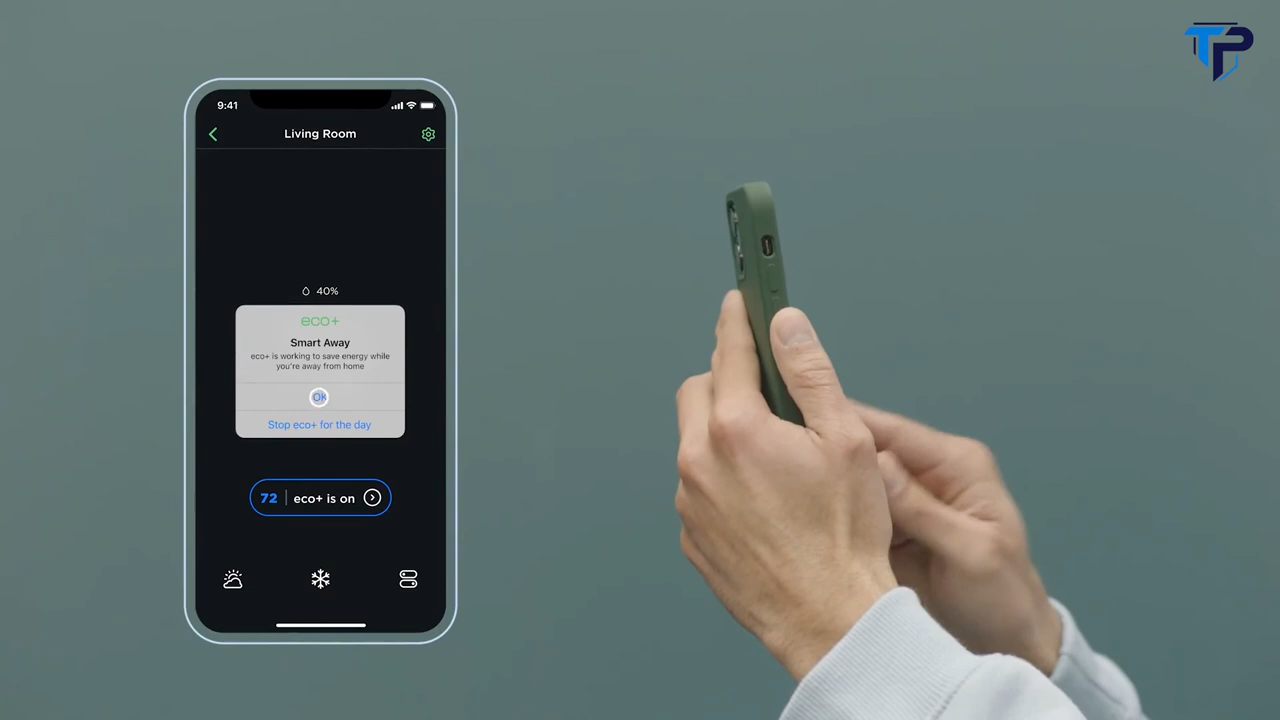 TP
9:41
Living Room
40%
eco+
Smart Away
eco+ is working to save energy while
you're away from home
OK
Stop eco+ for the day
72 eco+ is on